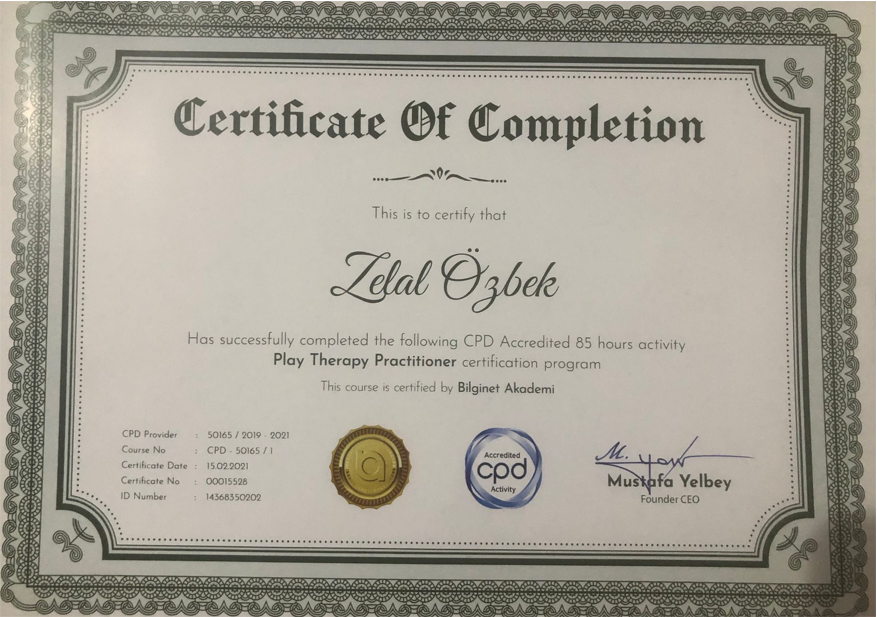 Certificate Of Completion
This is to certify that
Zelal Özbek
Has successfully completed the following CPD Accredited 85 hours activity
Play Therapy Practitioner certification program
This course is certified by Bilginet Akademi
CPD Provider : 50165 / 2019 - 2021
Course No : CPD - 50165 / 1
Certificate Date : 15.02.2021
Certificate No : 00015528
ID Number : 14368350202
a
Accredited
cpd
Activity
Mustafa Yelbey
Founder CEO